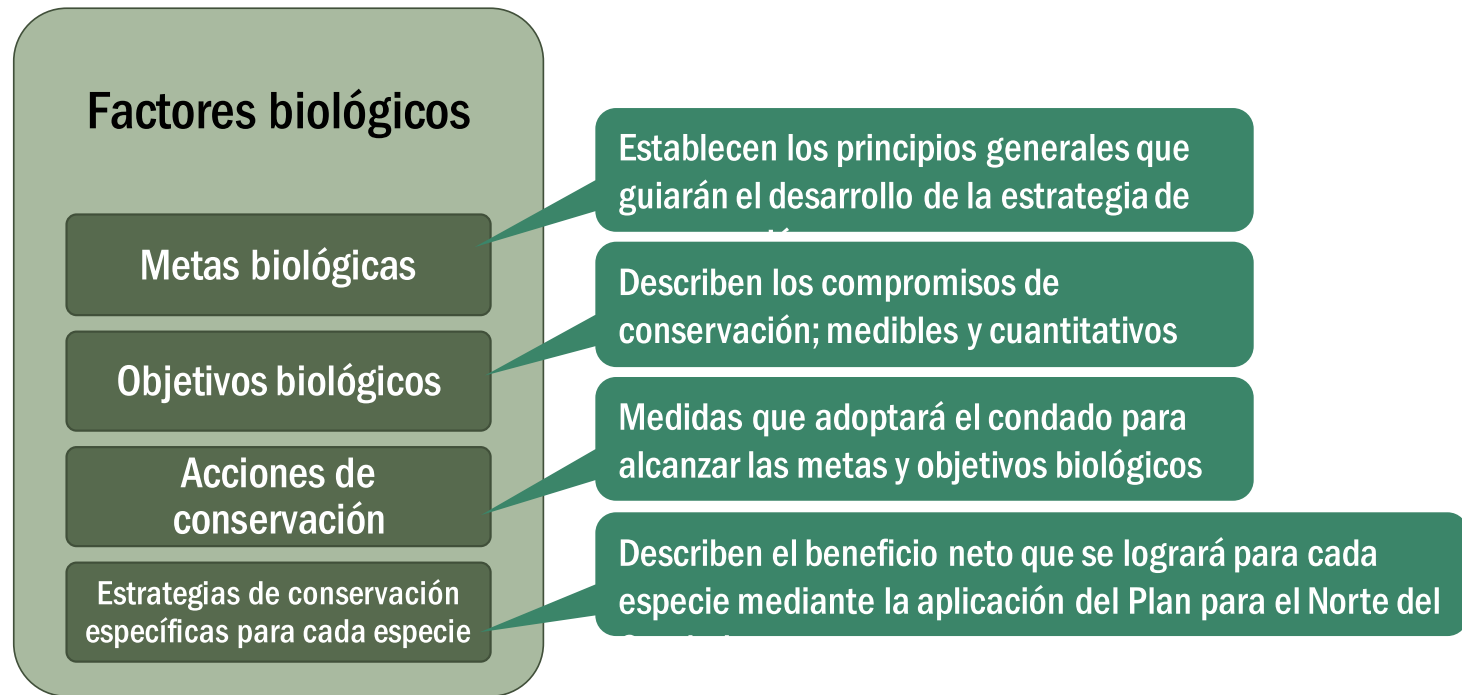 Factores biológicos
Metas biológicas
Establecen los principios generales que
guiarán el desarrollo de la estrategia de
Objetivos biológicos
Describen los compromisos de
conservación; medibles y cuantitativos
Acciones de
conservación
Medidas que adoptará el condado para
alcanzar las metas y objetivos biológicos
Estrategias de conservación
específicas para cada especie
Describen el beneficio neto que se logrará para cada
especie mediante la aplicación del Plan para el Norte del